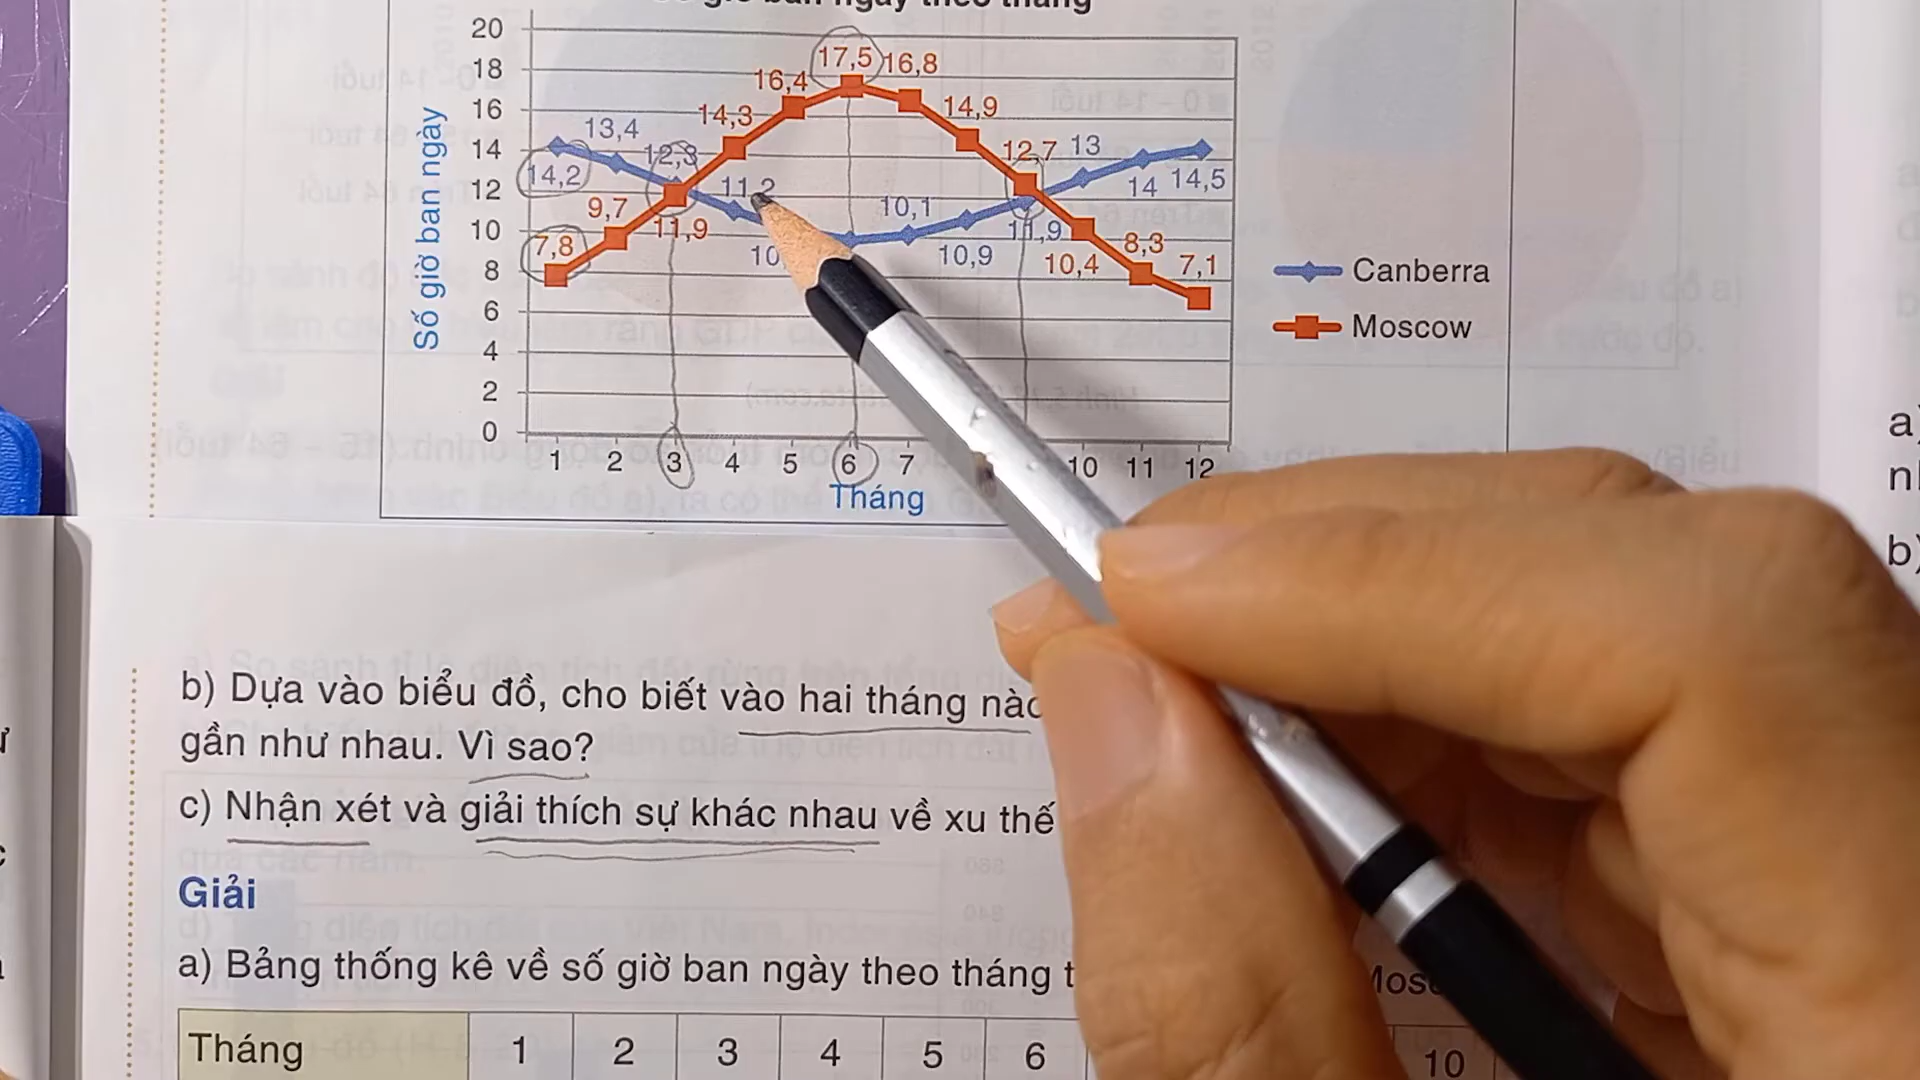 20
18
16
14
12
10
8
6
4
2
0
Số giờ ban ngày
17,5 16,8
16,4
14,3
14,9
13,4
12,3
12,7 13
14,2
11,2
14 14,5
9,7
11,9
10,1
11,9
7,8
10
10,9
10,4
8,3
7,1
Canberra
Moscow
1 2 3 4 5 6 7 10 11 12
Tháng
b) Dựa vào biểu đồ, cho biết vào hai tháng
gần như nhau. Vì sao?
c) Nhận xét và giải thích sự khác nhau về xu thế
Giải
a) Bảng thống kê về số giờ ban ngày theo tháng
Tháng 1 2 3 4 5 6 10
a)
b)